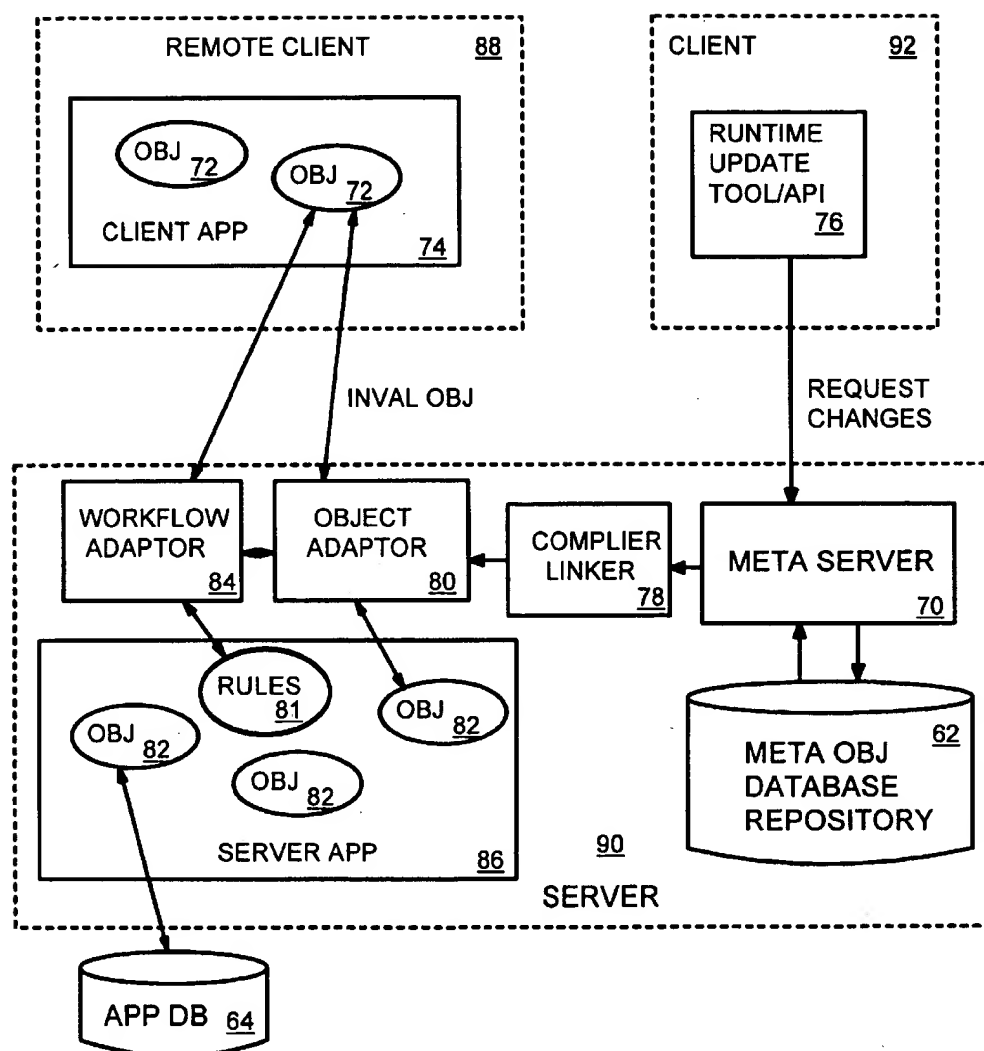 REMOTE CLIENT 88
OBJ 72
OBJ 72
CLIENT APP
74
CLIENT 92
RUNTIME
UPDATE
TOOL/API
76
INVAL OBJ
REQUEST
CHANGES
WORKFLOW
ADAPTOR
84
OBJECT
ADAPTOR
80
COMPLIER
LINKER
78
META SERVER
70
RULES
81
OBJ 82
OBJ 82
OBJ 82
SERVER APP
86
62
META OBJ
DATABASE
REPOSITORY
90
SERVER
APP DB 64